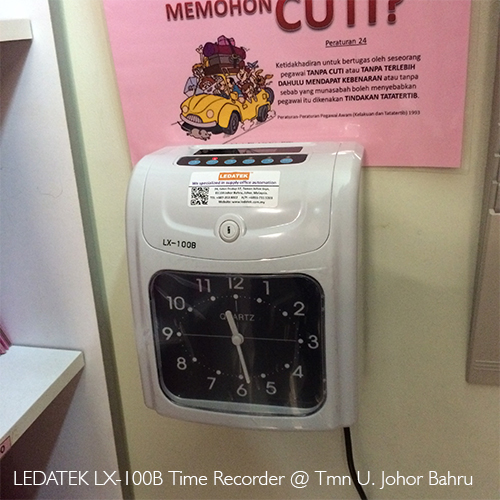 MEMOHON CUTI?
Peraturan 24
Ketidakhadiran untuk bertugas oleh seseorang
pegawai TANPA CUTI atau TANPA TERLEBIH
DAHULU MENDAPAT KEBENARAN atau tanpa
sebab yang munasabah boleh menyebabkan
pegawai itu dikenakan TINDAKAN TATATERTIB.
Peraturan-Peraturan Pegawai Awam (Kelakuan dan Tatatertib) 1993
LEDATEK
We specialized in supply office automation
LX-100B
12
11
1
10
2
QUARTZ
9
3
8
4
7
5
6
LEDATEK LX-100B Time Recorder @ Tmn U. Johor Bahru